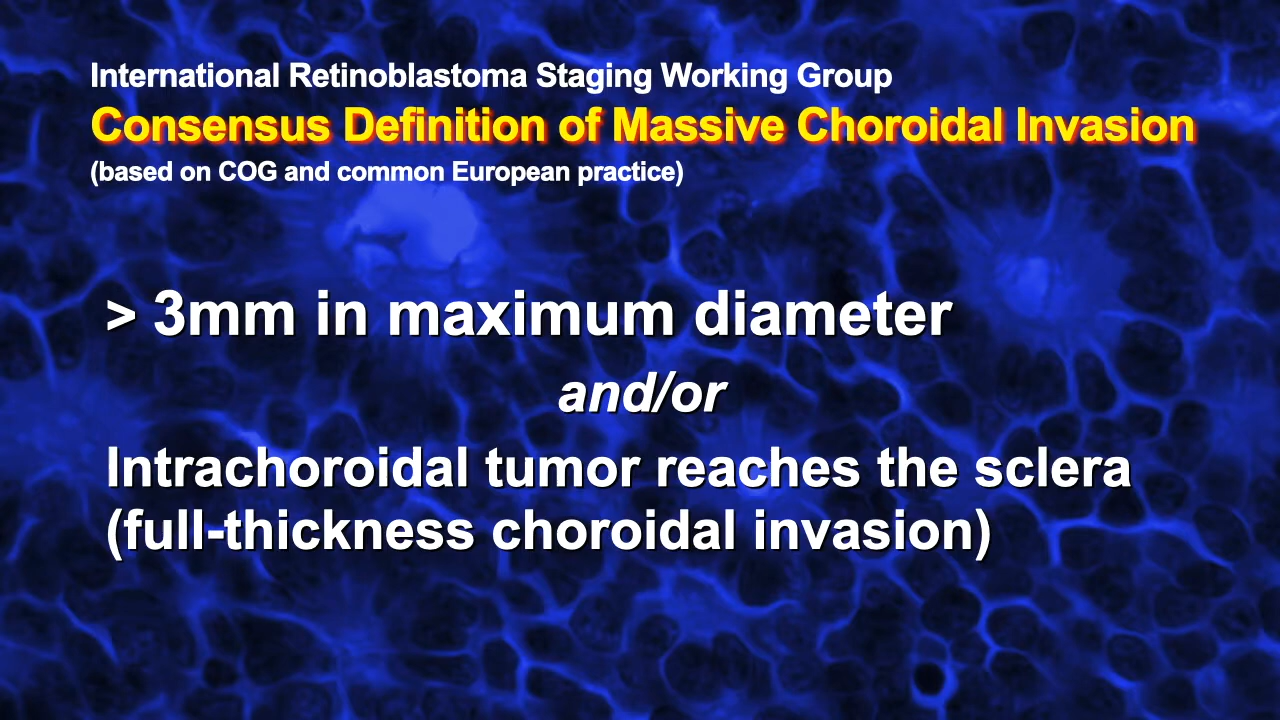 International Retinoblastoma Staging Working Group
Consensus Definition of Massive Choroidal Invasion
(based on COG and common European practice)
> 3mm in maximum diameter
and/or
Intrachoroidal tumor reaches the sclera
(full-thickness choroidal invasion)